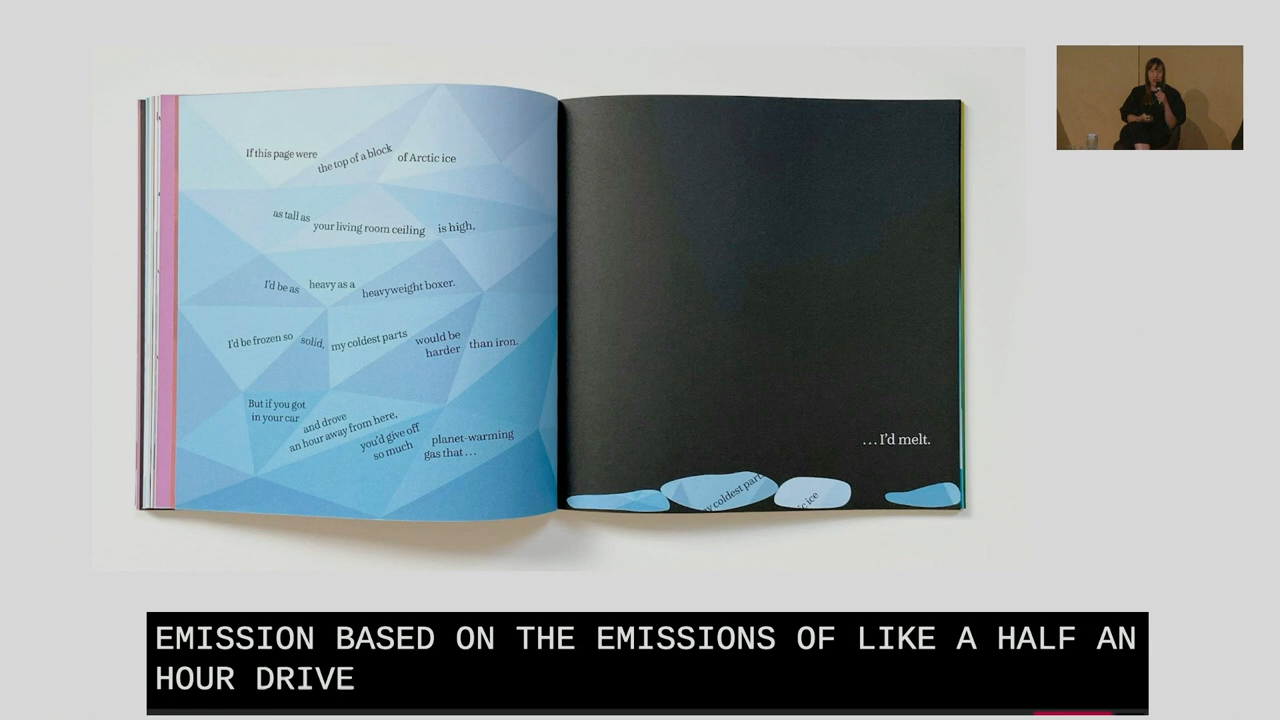 If this page were the top of a block of Arctic ice
as tall as your living room ceiling is high,
I'd be as heavy as a heavyweight boxer.
I'd be frozen so solid, my coldest parts would be harder than iron.
But if you got
in your car
and drove
an hour away from here,
you'd give off
so much
planet-warming
gas that ...
... I'd melt.
y coldest part
c ice
EMISSION BASED ON THE EMISSIONS OF LIKE A HALF AN
HOUR DRIVE